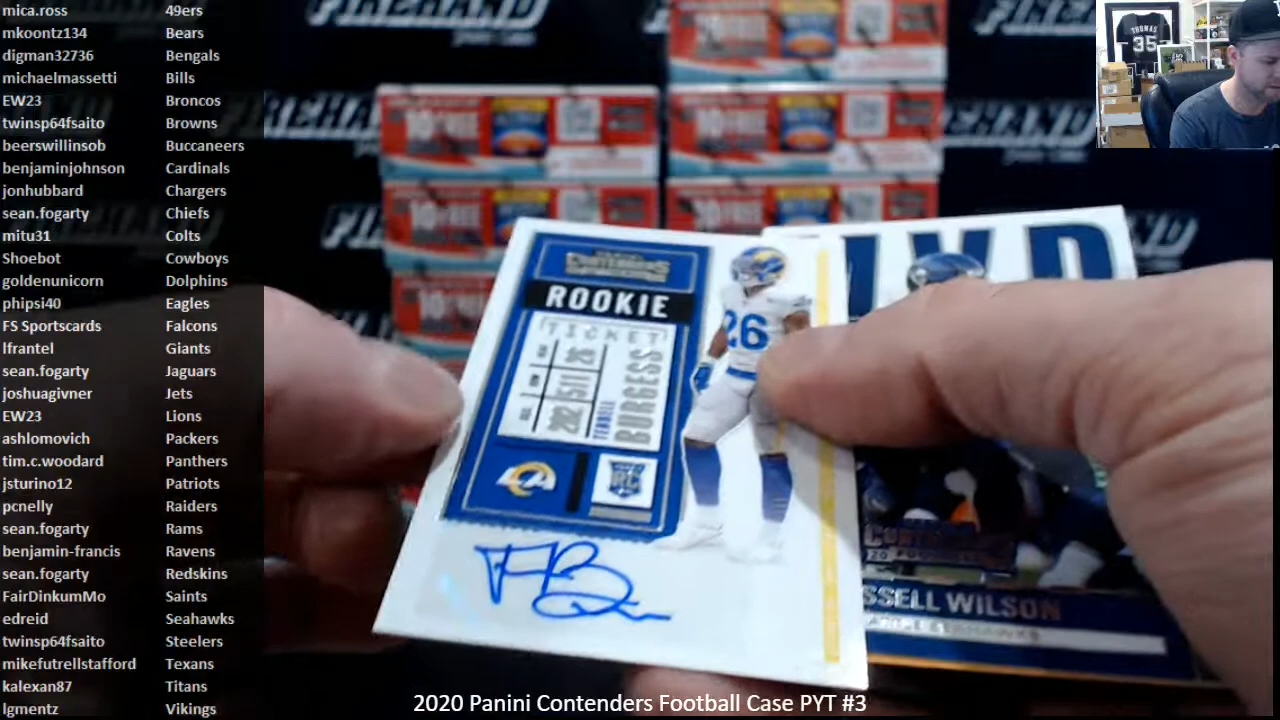 mica.ross 49ers
mkoontz134 Bears
digman32736 Bengals
michaelmassetti Bills
EW23 Broncos
twinsp64fsaito Browns
beerswillinsob Buccaneers
benjaminjohnson Cardinals
jonhubbard Chargers
sean.fogarty Chiefs
mitu31 Colts
Shoebot Cowboys
goldenunicorn Dolphins
phipsi40 Eagles
FS Sportscards Falcons
lfrantel Giants
sean.fogarty Jaguars
joshuagivner Jets
EW23 Lions
ashlomovich Packers
tim.c.woodard Panthers
jsturino12 Patriots
pcnelly Raiders
sean.fogarty Rams
benjamin-francis Ravens
sean.fogarty Redskins
FairDinkumMo Saints
edreid Seahawks
twinsp64fsaito Steelers
mikefutrellstafford Texans
kalexan87 Titans
lgmentz Vikings
THOMAS
35
CONTENDERS
ROOKIE
TICKET
BURGESS
26
RC
SSELL WILSON
2020 Panini Contenders Football Case PYT #3